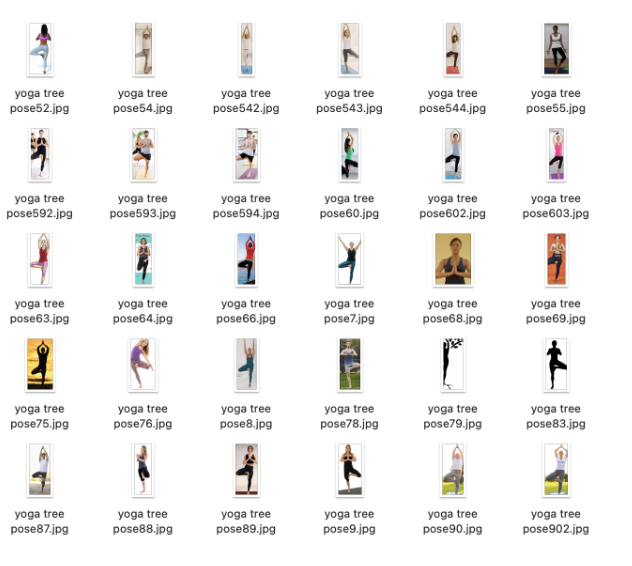 yoga tree
pose52.jpg
yoga tree
pose54.jpg
yoga tree
pose542.jpg
yoga tree
pose543.jpg
yoga tree
pose544.jpg
yoga tree
pose55.jpg
yoga tree
pose592.jpg
yoga tree
pose593.jpg
yoga tree
pose594.jpg
yoga tree
pose60.jpg
yoga tree
pose602.jpg
yoga tree
pose603.jpg
yoga tree
pose63.jpg
yoga tree
pose64.jpg
yoga tree
pose66.jpg
yoga tree
pose7.jpg
yoga tree
pose68.jpg
yoga tree
pose69.jpg
yoga tree
pose75.jpg
yoga tree
pose76.jpg
yoga tree
pose8.jpg
yoga tree
pose78.jpg
yoga tree
pose79.jpg
yoga tree
pose83.jpg
yoga tree
pose87.jpg
yoga tree
pose88.jpg
yoga tree
pose89.jpg
yoga tree
pose9.jpg
yoga tree
pose90.jpg
yoga tree
pose902.jpg